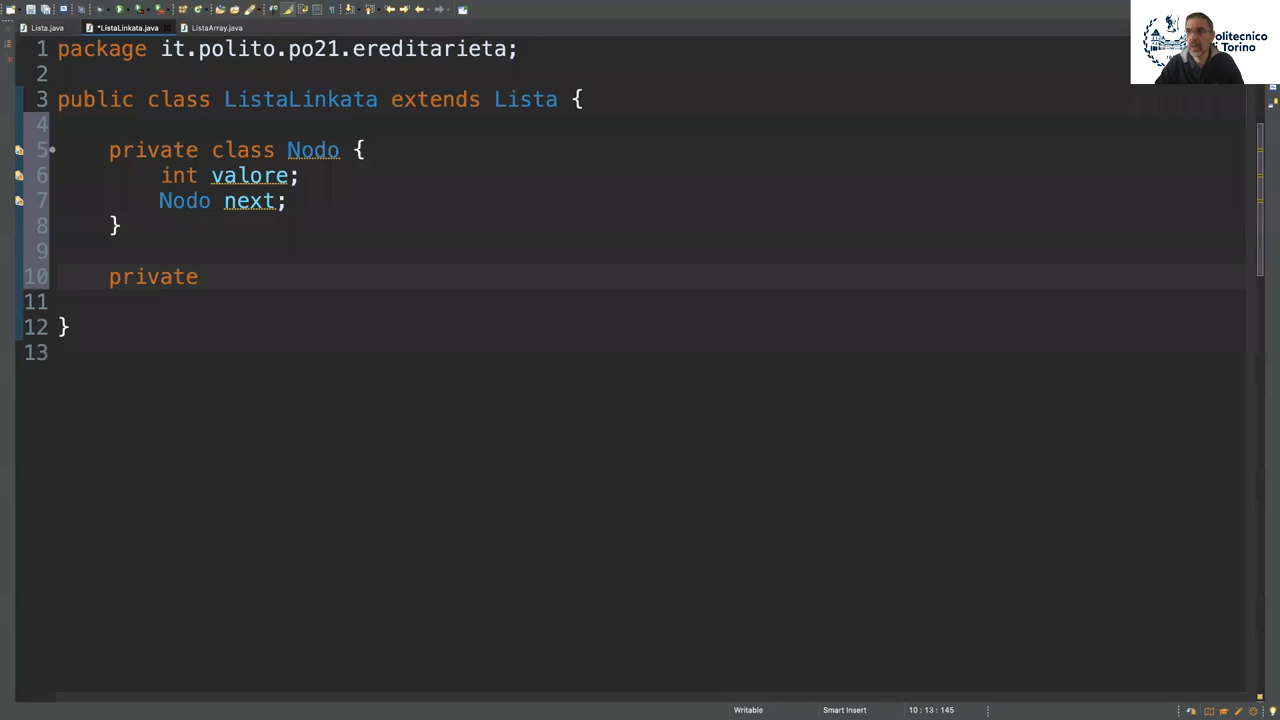 Lista.java *ListaLinkata.java ListaArray.java
Politecnico
di Torino
1 package it.polito.po21.ereditarieta;
2
3 public class ListaLinkata extends Lista {
4
5 private class Nodo {
6 int valore;
7 Nodo next;
8 }
9
10 private
11
12 }
13
Writable Smart Insert 10 : 13 : 145